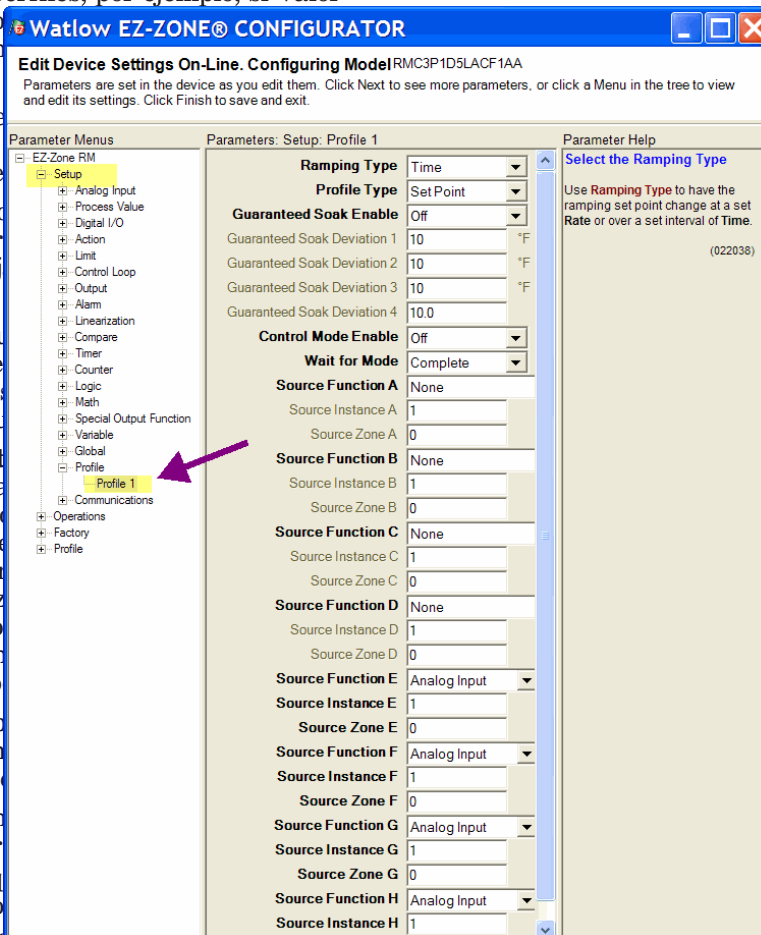 por ejemplo, si valor
Watlow EZ-ZONE® CONFIGURATOR
Edit Device Settings On-Line. Configuring Model RMC3P1D5LACF1AA
Parameters are set in the device as you edit them. Click Next to see more parameters, or click a Menu in the tree to view
and edit its settings. Click Finish to save and exit.
Parameter Menus
EZ-Zone RM
Setup
Analog Input
Process Value
Digital I/O
Action
Limit
Control Loop
Output
Alarm
Linearization
Compare
Timer
Counter
Logic
Math
Special Output Function
Variable
Global
Profile
Profile 1
Communications
Operations
Factory
Profile
Parameters: Setup: Profile 1
Ramping Type Time
Profile Type Set Point
Guaranteed Soak Enable Off
Guaranteed Soak Deviation 1 10 °F
Guaranteed Soak Deviation 2 10 °F
Guaranteed Soak Deviation 3 10 °F
Guaranteed Soak Deviation 4 10.0
Control Mode Enable Off
Wait for Mode Complete
Source Function A None
Source Instance A 1
Source Zone A 0
Source Function B None
Source Instance B 1
Source Zone B 0
Source Function C None
Source Instance C 1
Source Zone C 0
Source Function D None
Source Instance D 1
Source Zone D 0
Source Function E Analog Input
Source Instance E 1
Source Zone E 0
Source Function F Analog Input
Source Instance F 1
Source Zone F 0
Source Function G Analog Input
Source Instance G 1
Source Zone G 0
Source Function H Analog Input
Source Instance H 1
Parameter Help
Select the Ramping Type
Use Ramping Type to have the
ramping set point change at a set
Rate or over a set interval of Time.
(022038)